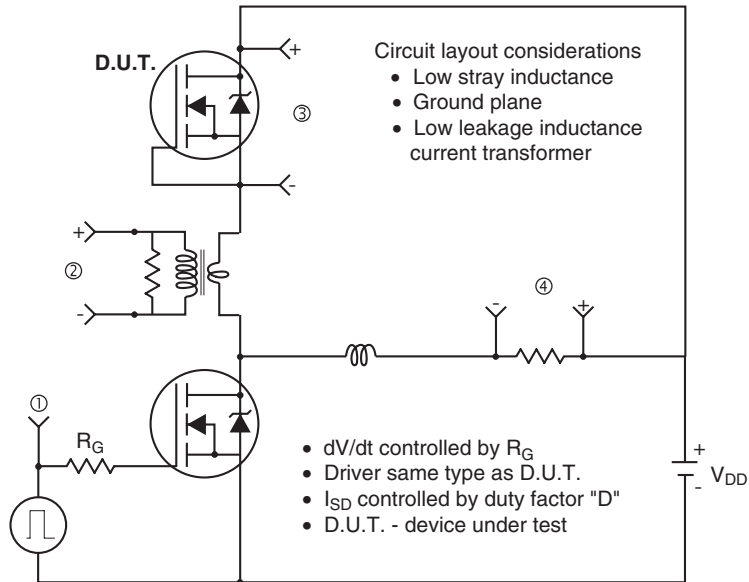 D.U.T.
+
③
-
Circuit layout considerations
• Low stray inductance
• Ground plane
• Low leakage inductance
current transformer
+
②
-
④
- +
①
R_G
• dV/dt controlled by R_G
• Driver same type as D.U.T.
• I_SD controlled by duty factor "D"
• D.U.T. - device under test
+
V_DD
-